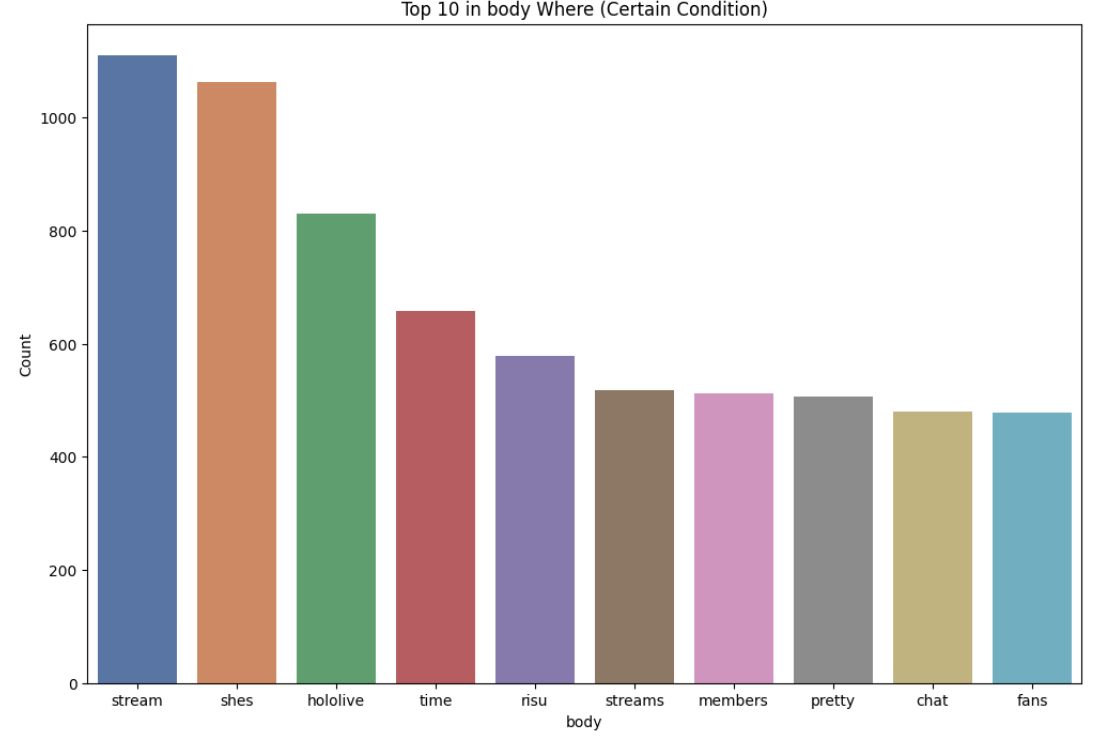 Top 10 in body Where (Certain Condition)
Count
1000
800
600
400
200
0
stream shes hololive time risu streams members pretty chat fans
body